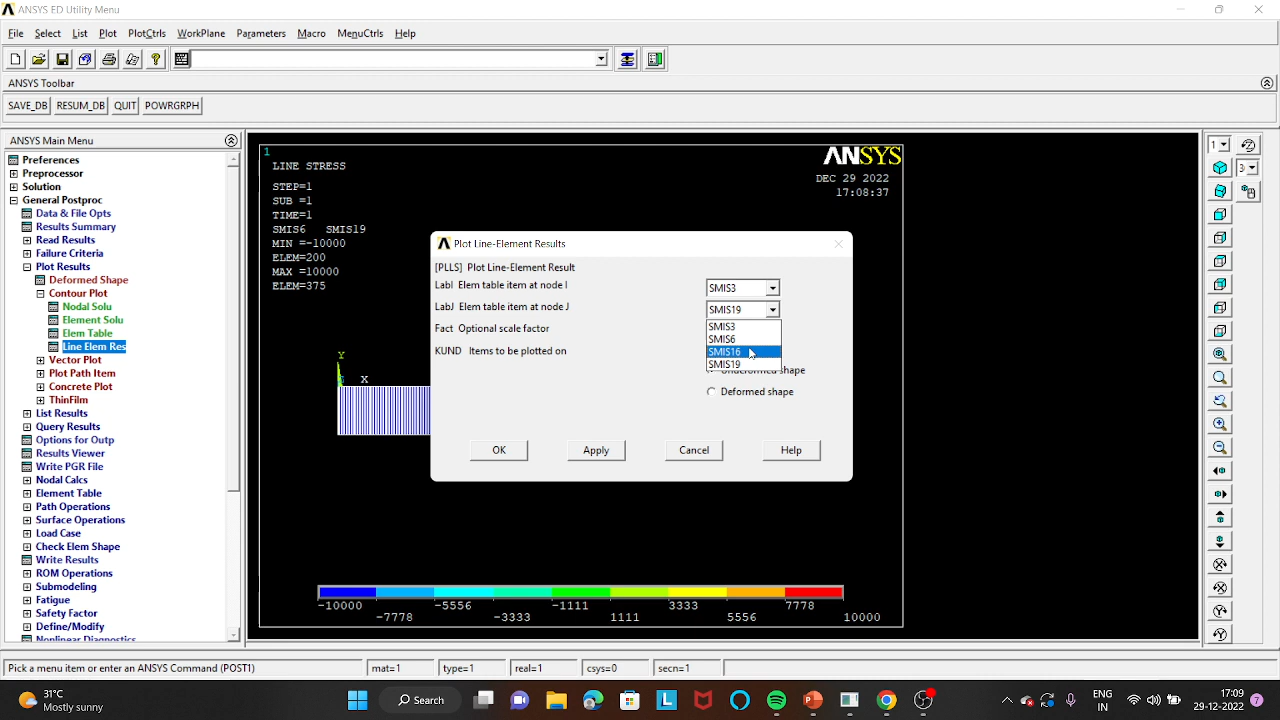 ANSYS ED Utility Menu
File Select List Plot PlotCtrls WorkPlane Parameters Macro MenuCtrls Help
ANSYS Toolbar
SAVE_DB RESUM_DB QUIT POWRGRPH
ANSYS Main Menu
Preferences
Preprocessor
Solution
General Postproc
Data & File Opts
Results Summary
Read Results
Failure Criteria
Plot Results
Deformed Shape
Contour Plot
Nodal Solu
Element Solu
Elem Table
Line Elem Res
Vector Plot
Plot Path Item
Concrete Plot
ThinFilm
List Results
Query Results
Options for Outp
Results Viewer
Write PGR File
Nodal Calcs
Element Table
Path Operations
Surface Operations
Load Case
Check Elem Shape
Write Results
ROM Operations
Submodeling
Fatigue
Safety Factor
Define/Modify
Nonlinear Diagnostics
1
LINE STRESS
STEP=1
SUB =1
TIME=1
SMIS6 SMIS19
MIN =-10000
ELEM=200
MAX =10000
ELEM=375
ANSYS
DEC 29 2022
17:08:37
Y
X
Plot Line-Element Results
[PLLS] Plot Line-Element Result
LabI Elem table item at node I
SMIS3
LabJ Elem table item at node J
SMIS19
Fact Optional scale factor
SMIS3
SMIS6
SMIS16
SMIS19
KUND Items to be plotted on
shape
Deformed shape
OK Apply Cancel Help
-10000 -5556 -1111 3333 7778
-7778 -3333 1111 5556 10000
1
3
Pick a menu item or enter an ANSYS Command (POST1) mat=1 type=1 real=1 csys=0 secn=1
31°C
Mostly sunny
Search
L
ENG
IN
17:09
29-12-2022
7